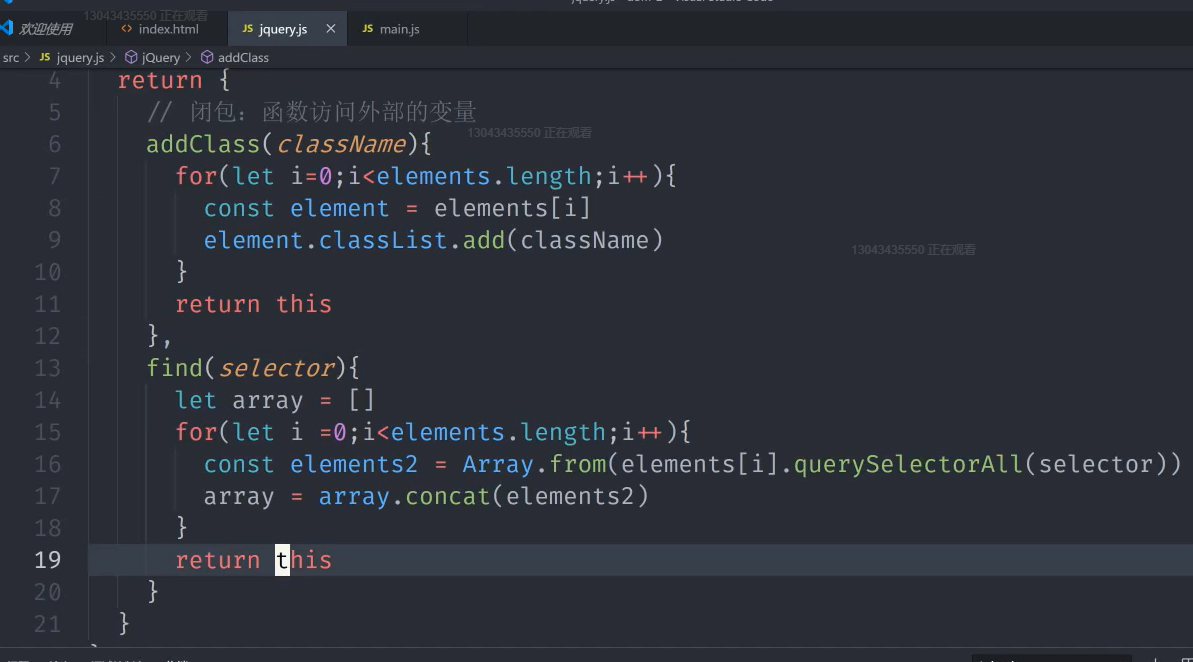 13043435550 正在观看
欢迎使用
<> index.html
JS jquery.js ×
JS main.js
src > JS jquery.js > jQuery > addClass
4 return {
5 // 闭包：函数访问外部的变量
13043435550 正在观看
6 addClass(className){
7 for(let i=0;i<elements.length;i++){
8 const element = elements[i]
9 element.classList.add(className)
13043435550 正在观看
10 }
11 return this
12 },
13 find(selector){
14 let array = []
15 for(let i =0;i<elements.length;i++){
16 const elements2 = Array.from(elements[i].querySelectorAll(selector))
17 array = array.concat(elements2)
18 }
19 return this
20 }
21 }